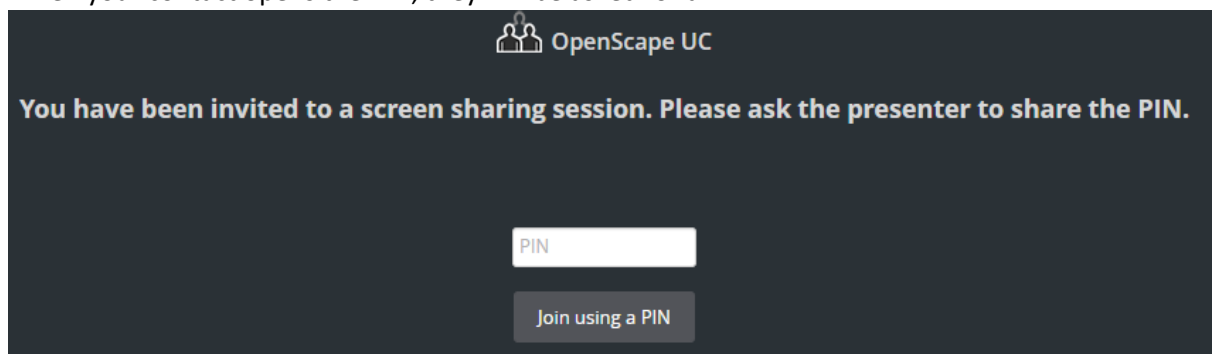 OpenScape UC
You have been invited to a screen sharing session. Please ask the presenter to share the PIN.
PIN
Join using a PIN